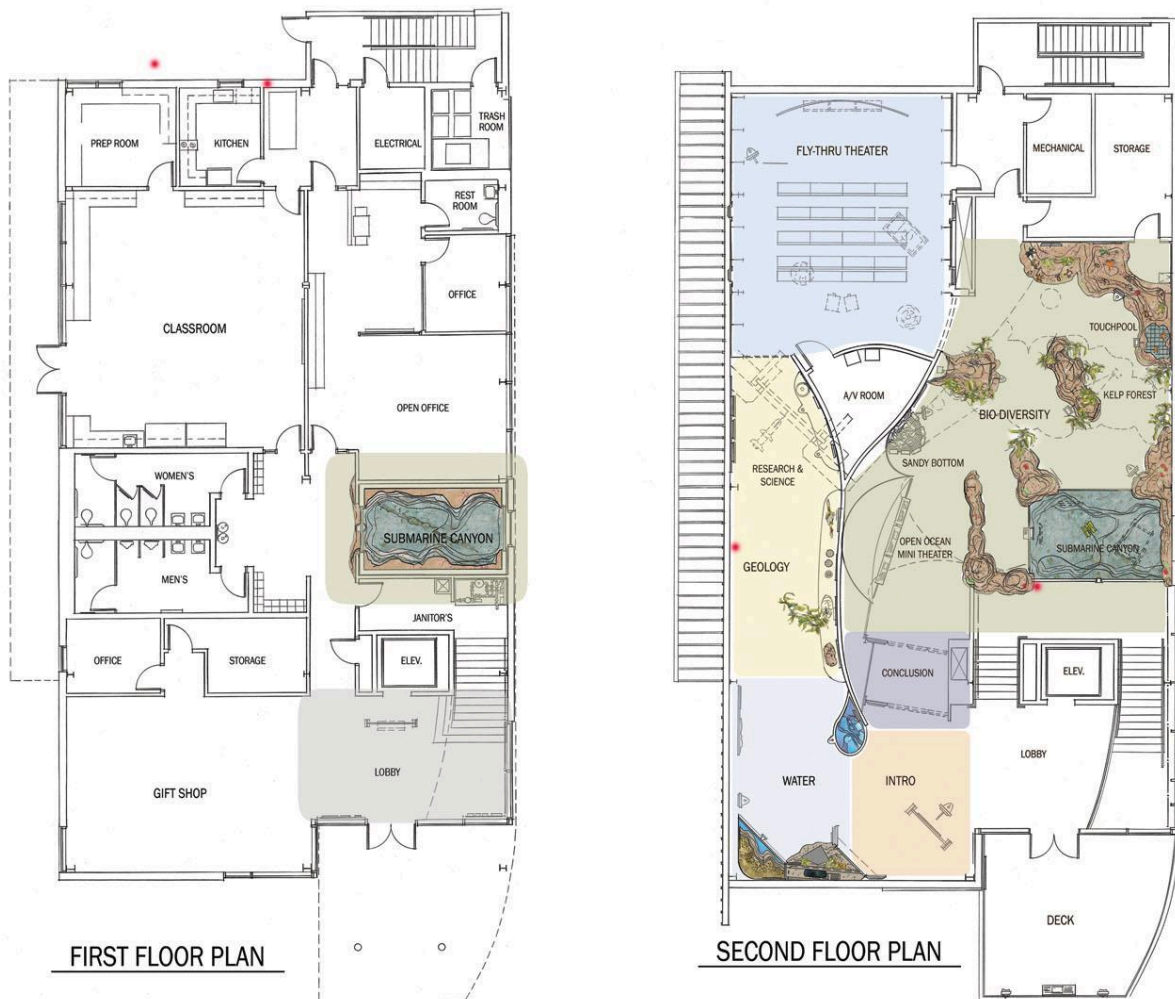 PREP ROOM
KITCHEN
ELECTRICAL
TRASH
ROOM
REST
ROOM
OFFICE
CLASSROOM
OPEN OFFICE
WOMEN'S
SUBMARINE CANYON
MEN'S
JANITOR'S
OFFICE
STORAGE
ELEV.
LOBBY
GIFT SHOP
FIRST FLOOR PLAN
FLY-THRU THEATER
MECHANICAL
STORAGE
TOUCHPOOL
A/V ROOM
KELP FOREST
BIO-DIVERSITY
SANDY BOTTOM
RESEARCH &
SCIENCE
OPEN OCEAN
MINI THEATER
SUBMARINE CANYON
GEOLOGY
CONCLUSION
ELEV.
LOBBY
WATER
INTRO
DECK
SECOND FLOOR PLAN